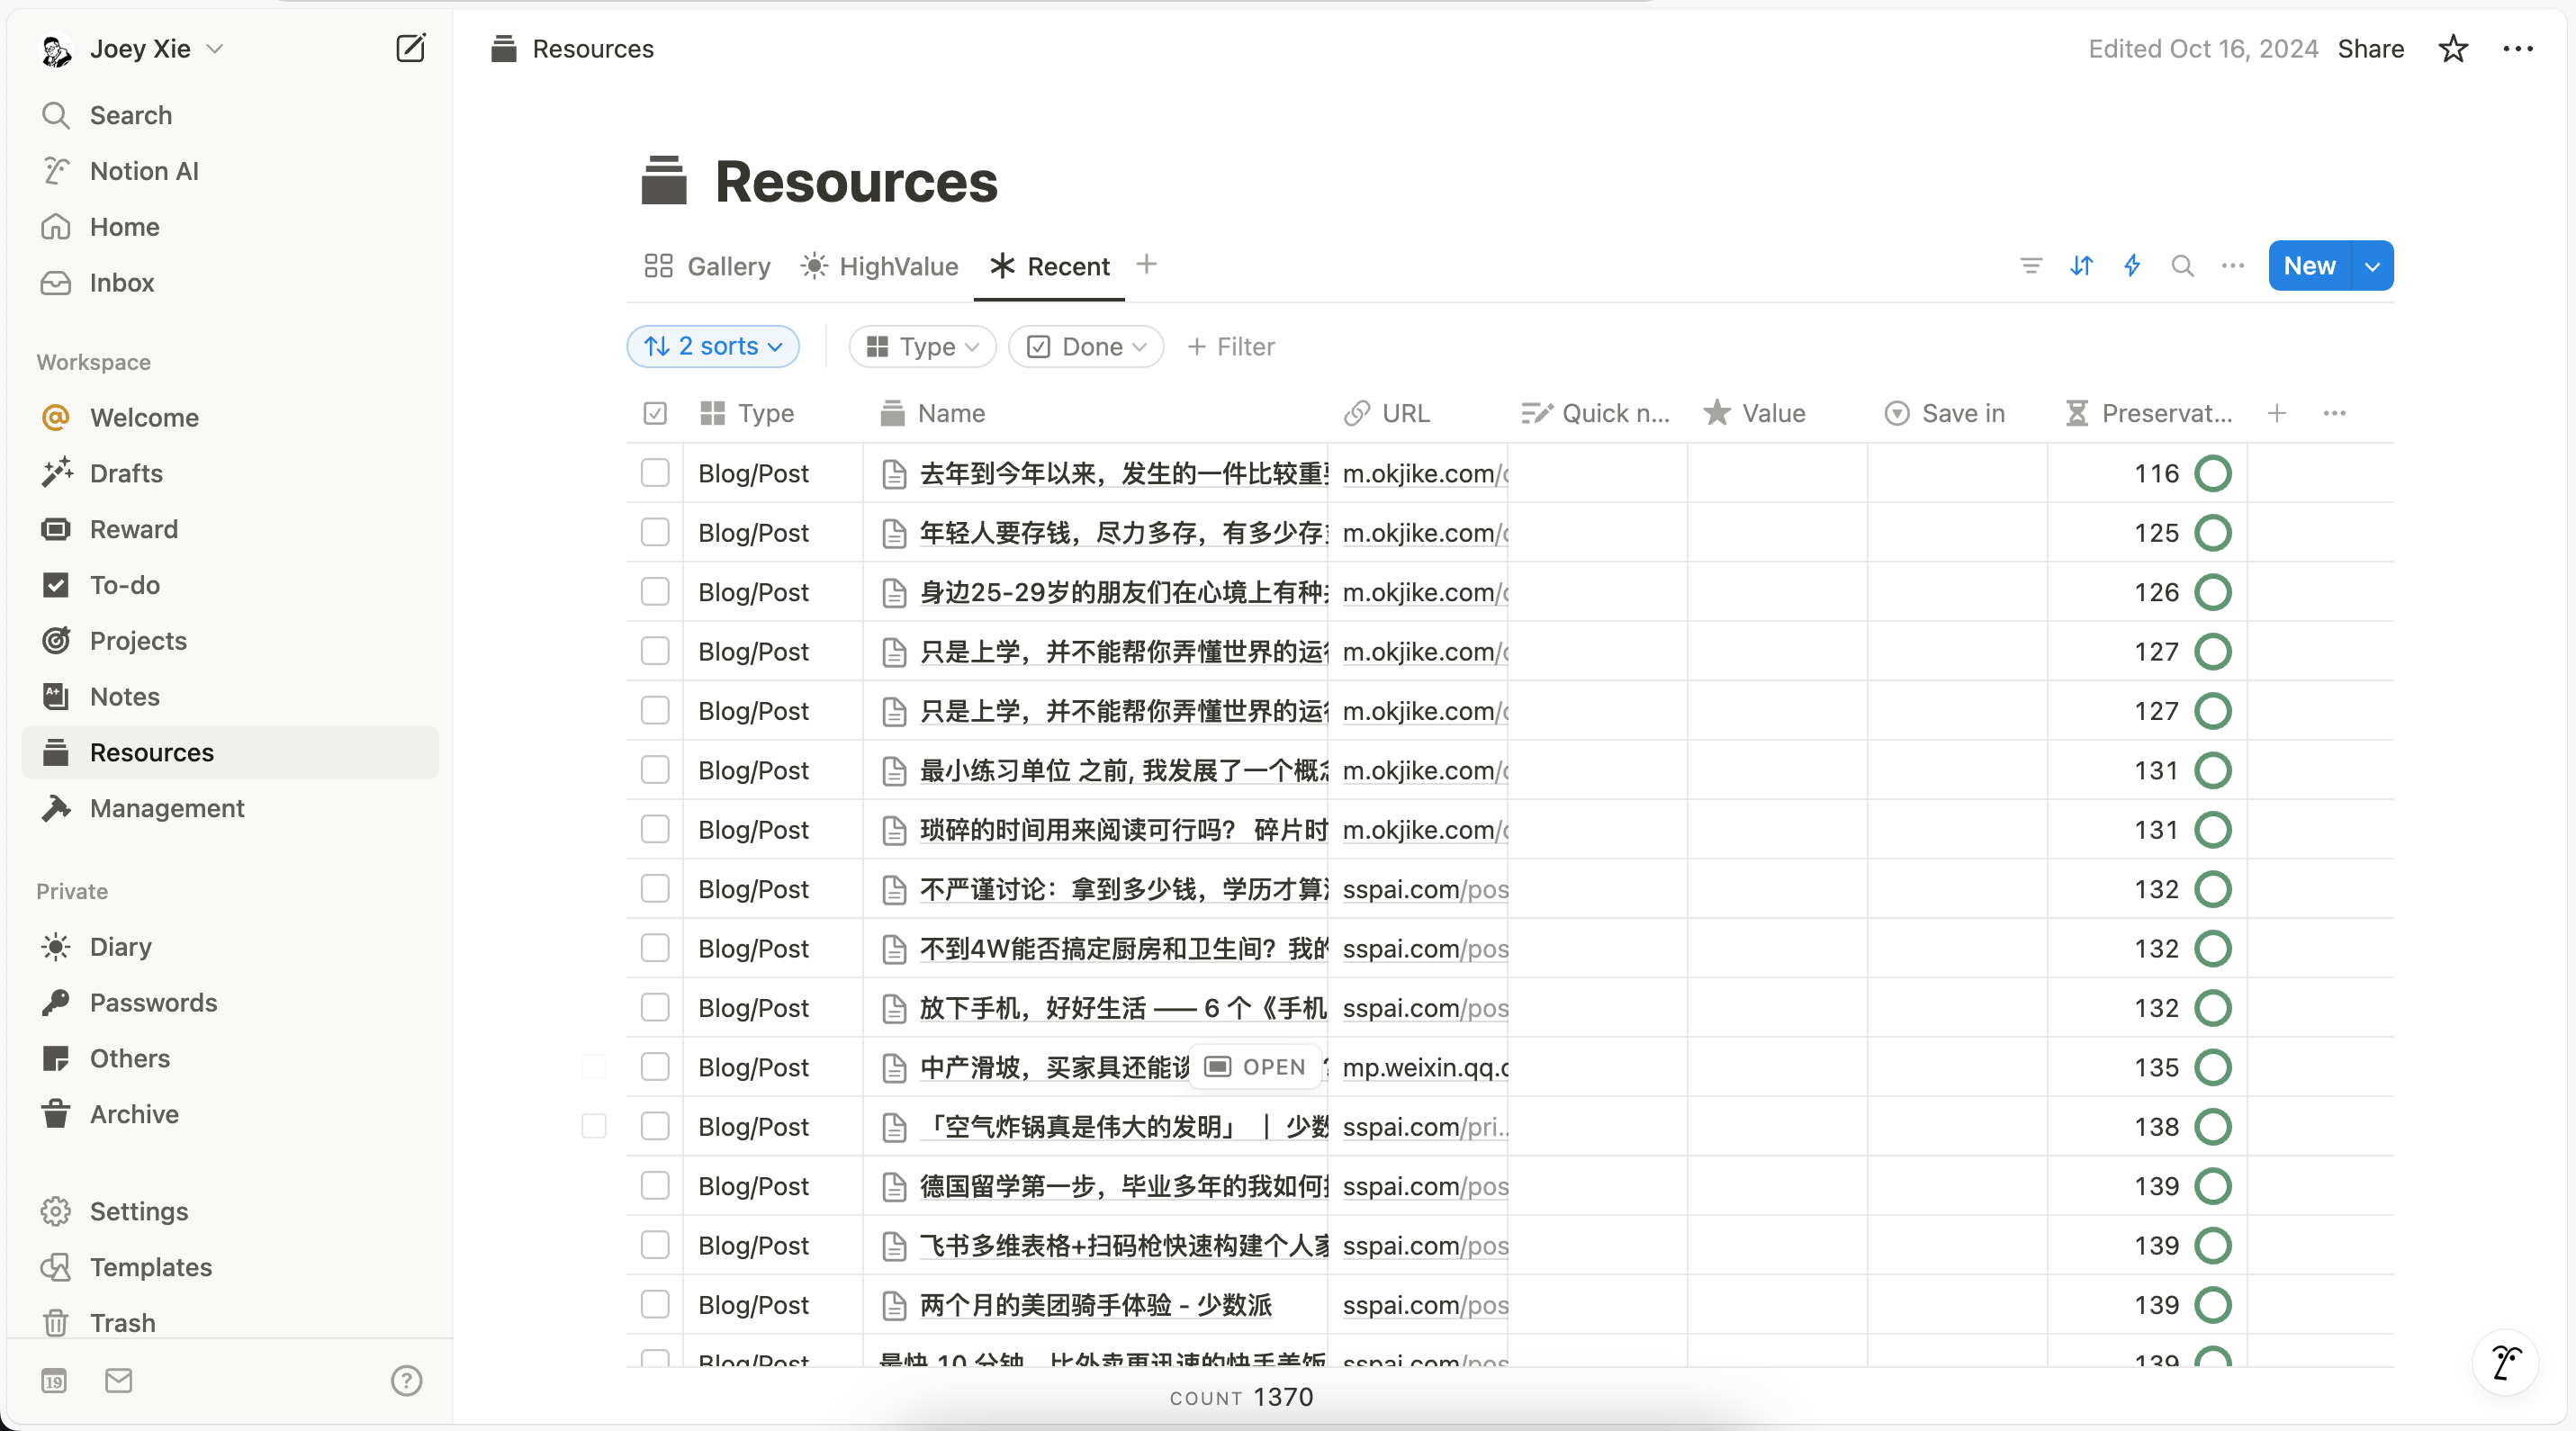 Joey Xie
Search
Notion AI
Home
Inbox
Workspace
Welcome
Drafts
Reward
To-do
Projects
Notes
Resources
Management
Private
Diary
Passwords
Others
Archive
Settings
Templates
Trash
19
Resources
Edited Oct 16, 2024 Share
Resources
Gallery HighValue Recent
New
2 sorts Type Done + Filter
Type Name URL Quick n... Value Save in Preservat...
Blog/Post 去年到今年以来，发生的一件比较重 m.okjike.com/ 116
Blog/Post 年轻人要存钱，尽力多存，有多少存 m.okjike.com/ 125
Blog/Post 身边25-29岁的朋友们在心境上有种 m.okjike.com/ 126
Blog/Post 只是上学，并不能帮你弄懂世界的运 m.okjike.com/ 127
Blog/Post 只是上学，并不能帮你弄懂世界的运 m.okjike.com/ 127
Blog/Post 最小练习单位 之前, 我发展了一个概 m.okjike.com/ 131
Blog/Post 琐碎的时间用来阅读可行吗？ 碎片时 m.okjike.com/ 131
Blog/Post 不严谨讨论：拿到多少钱，学历才算 sspai.com/pos 132
Blog/Post 不到4W能否搞定厨房和卫生间？我的 sspai.com/pos 132
Blog/Post 放下手机，好好生活 —— 6 个《手机 sspai.com/pos 132
Blog/Post 中产滑坡，买家具还能谈 OPEN mp.weixin.qq.c 135
Blog/Post 「空气炸锅真是伟大的发明」 | 少数 sspai.com/pri.. 138
Blog/Post 德国留学第一步，毕业多年的我如何 sspai.com/pos 139
Blog/Post 飞书多维表格+扫码枪快速构建个人家 sspai.com/pos 139
Blog/Post 两个月的美团骑手体验 - 少数派 sspai.com/pos 139
Blog/Post 最快 10 分钟，比外卖更迅速的快手美饭 sspai.com/pos 139
COUNT 1370